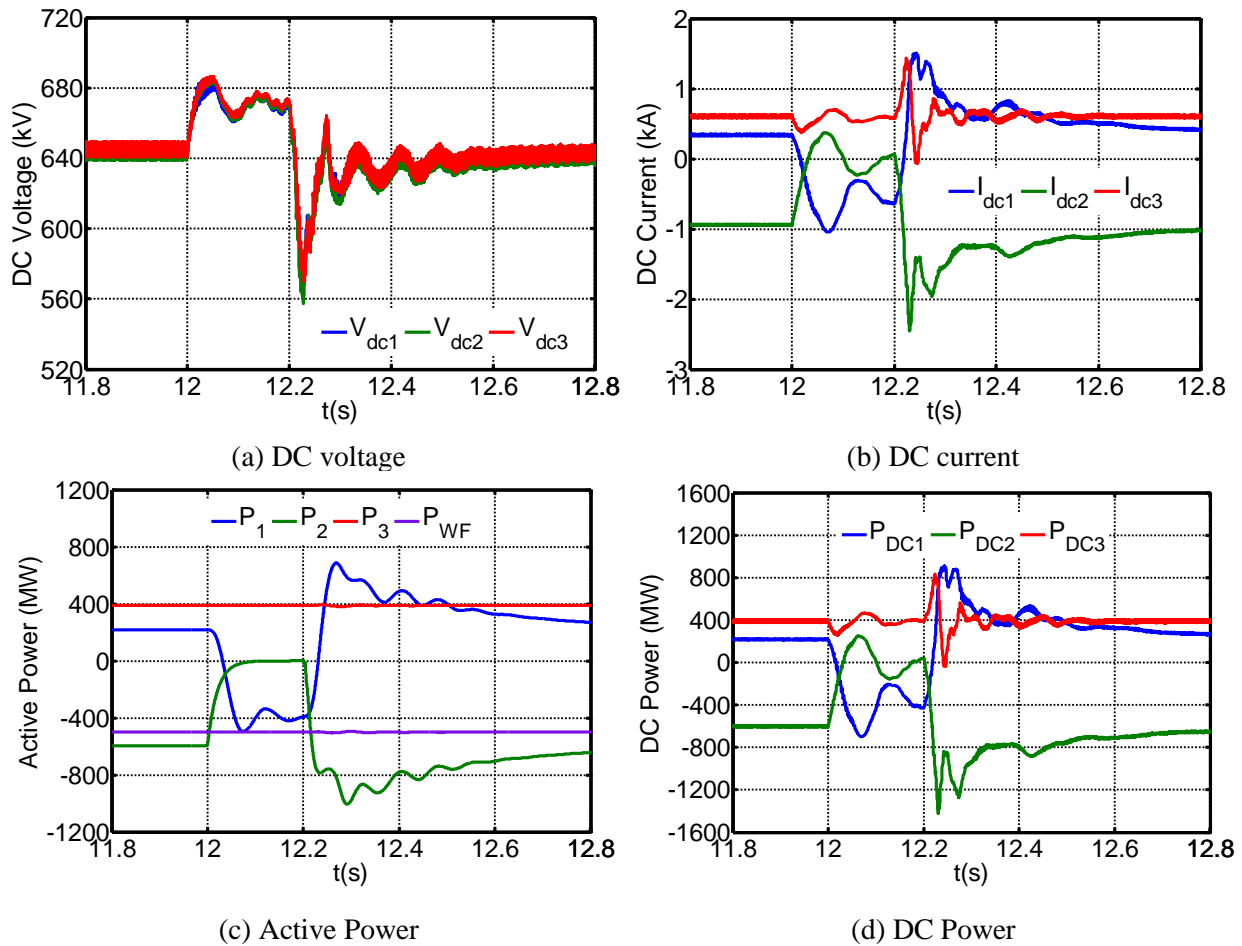 720
680
640
600
560
520
DC Voltage (kV)
V_dc1 V_dc2 V_dc3
11.8 12 12.2 12.4 12.6 12.8
t(s)
(a) DC voltage
2
1
0
-1
-2
-3
DC Current (kA)
I_dc1 I_dc2 I_dc3
11.8 12 12.2 12.4 12.6 12.8
t(s)
(b) DC current
1200
800
400
0
-400
-800
-1200
Active Power (MW)
P_1 P_2 P_3 P_WF
11.8 12 12.2 12.4 12.6 12.8
t(s)
(c) Active Power
1600
1200
800
400
0
-400
-800
-1200
-1600
DC Power (MW)
P_DC1 P_DC2 P_DC3
11.8 12 12.2 12.4 12.6 12.8
t(s)
(d) DC Power